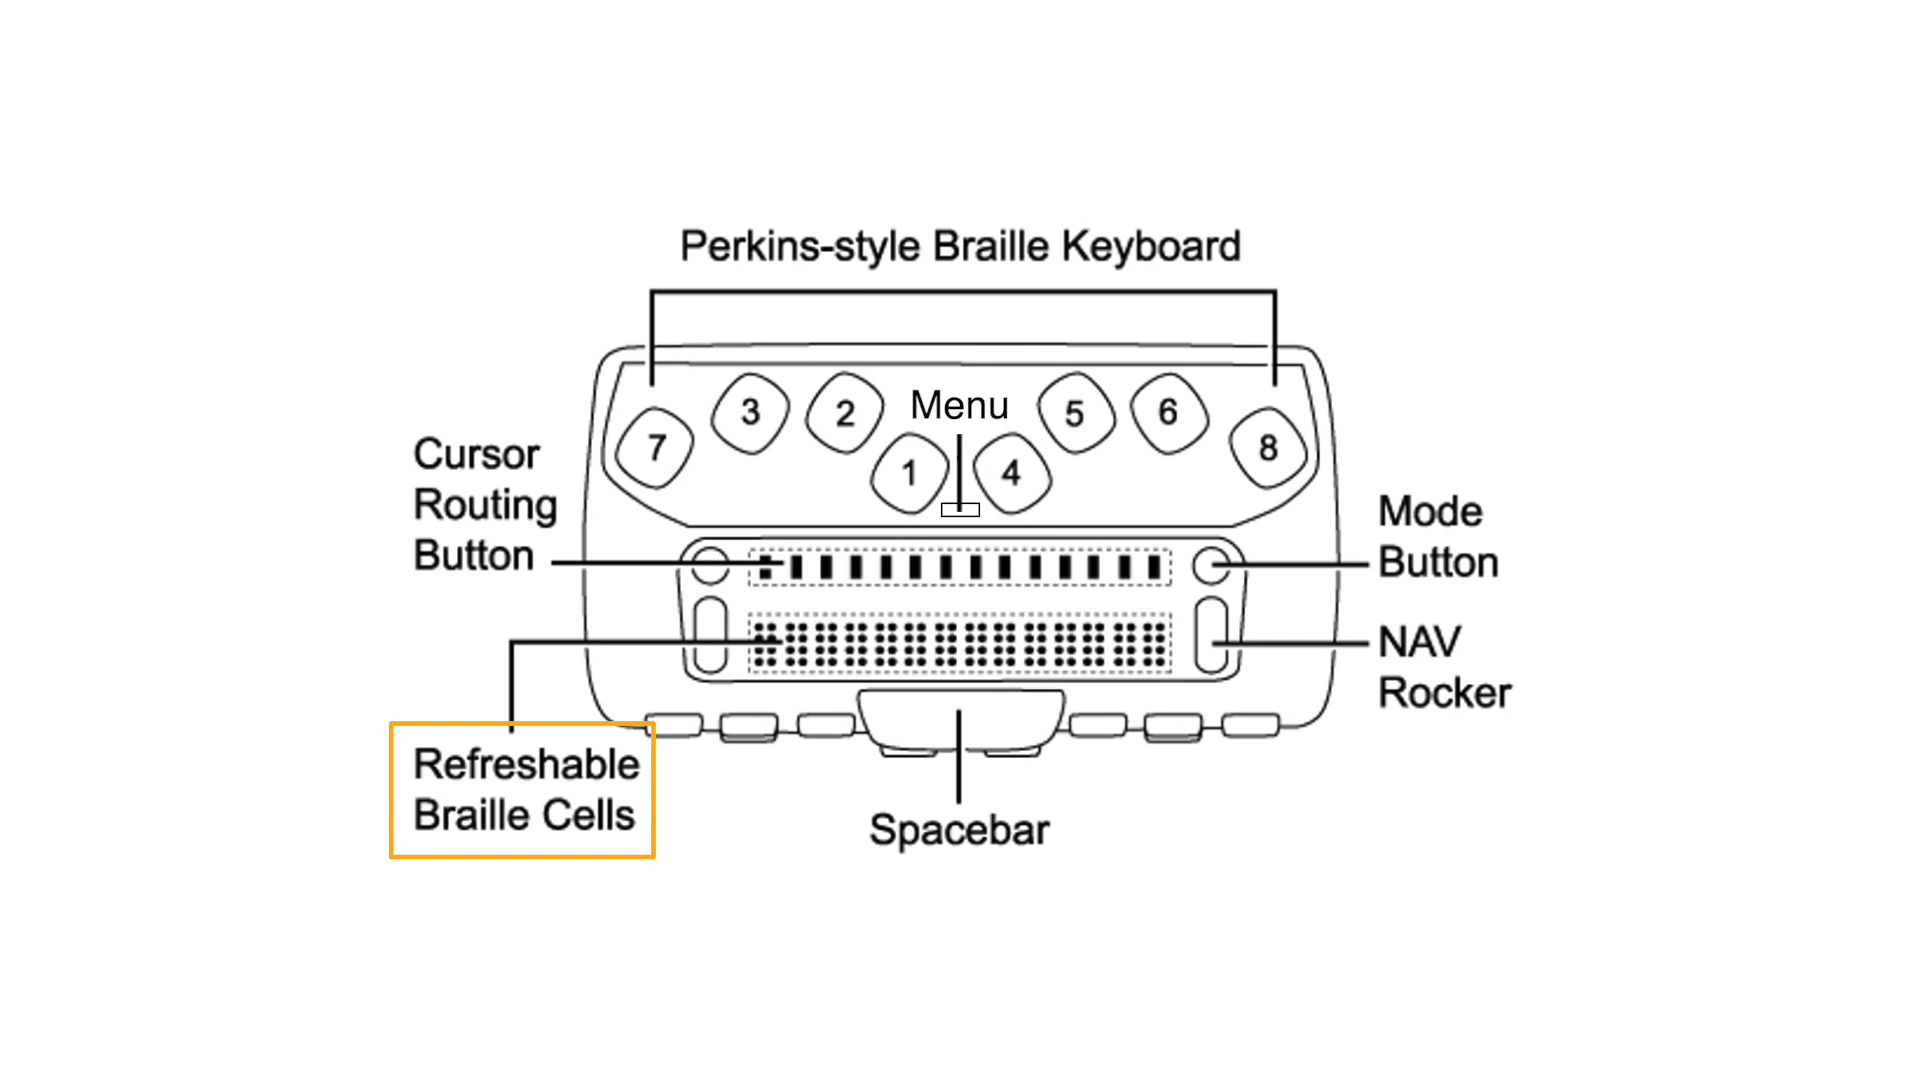 Perkins-style Braille Keyboard
7
3
2
Menu
5
6
8
1
4
Cursor
Routing
Button
Mode
Button
NAV
Rocker
Refreshable
Braille Cells
Spacebar